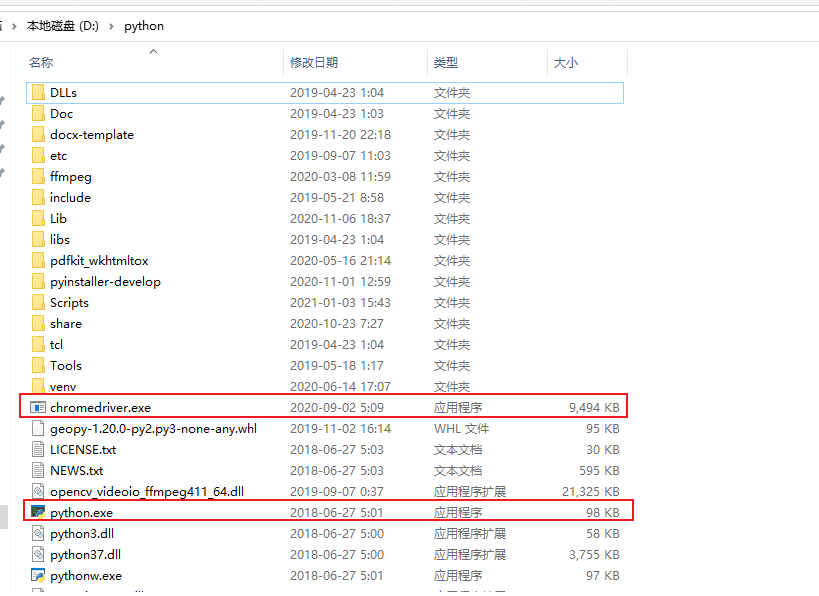 本地磁盘 (D:) > python
名称 修改日期 类型 大小
DLLs 2019-04-23 1:04 文件夹
Doc 2019-04-23 1:03 文件夹
docx-template 2019-11-20 22:18 文件夹
etc 2019-09-07 11:03 文件夹
ffmpeg 2020-03-08 11:59 文件夹
include 2019-05-21 8:58 文件夹
Lib 2020-11-06 18:37 文件夹
libs 2019-04-23 1:04 文件夹
pdfkit_wkhtmltox 2020-05-16 21:14 文件夹
pyinstaller-develop 2020-11-01 12:59 文件夹
Scripts 2021-01-03 15:43 文件夹
share 2020-10-23 7:27 文件夹
tcl 2019-04-23 1:04 文件夹
Tools 2019-05-18 1:17 文件夹
venv 2020-06-14 17:07 文件夹
chromedriver.exe 2020-09-02 5:09 应用程序 9,494 KB
geopy-1.20.0-py2.py3-none-any.whl 2019-11-02 16:14 WHL 文件 95 KB
LICENSE.txt 2018-06-27 5:03 文本文档 30 KB
NEWS.txt 2018-06-27 5:03 文本文档 595 KB
opencv_videoio_ffmpeg411_64.dll 2019-09-07 0:37 应用程序扩展 21,325 KB
python.exe 2018-06-27 5:01 应用程序 98 KB
python3.dll 2018-06-27 5:00 应用程序扩展 58 KB
python37.dll 2018-06-27 5:00 应用程序扩展 3,755 KB
pythonw.exe 2018-06-27 5:01 应用程序 97 KB